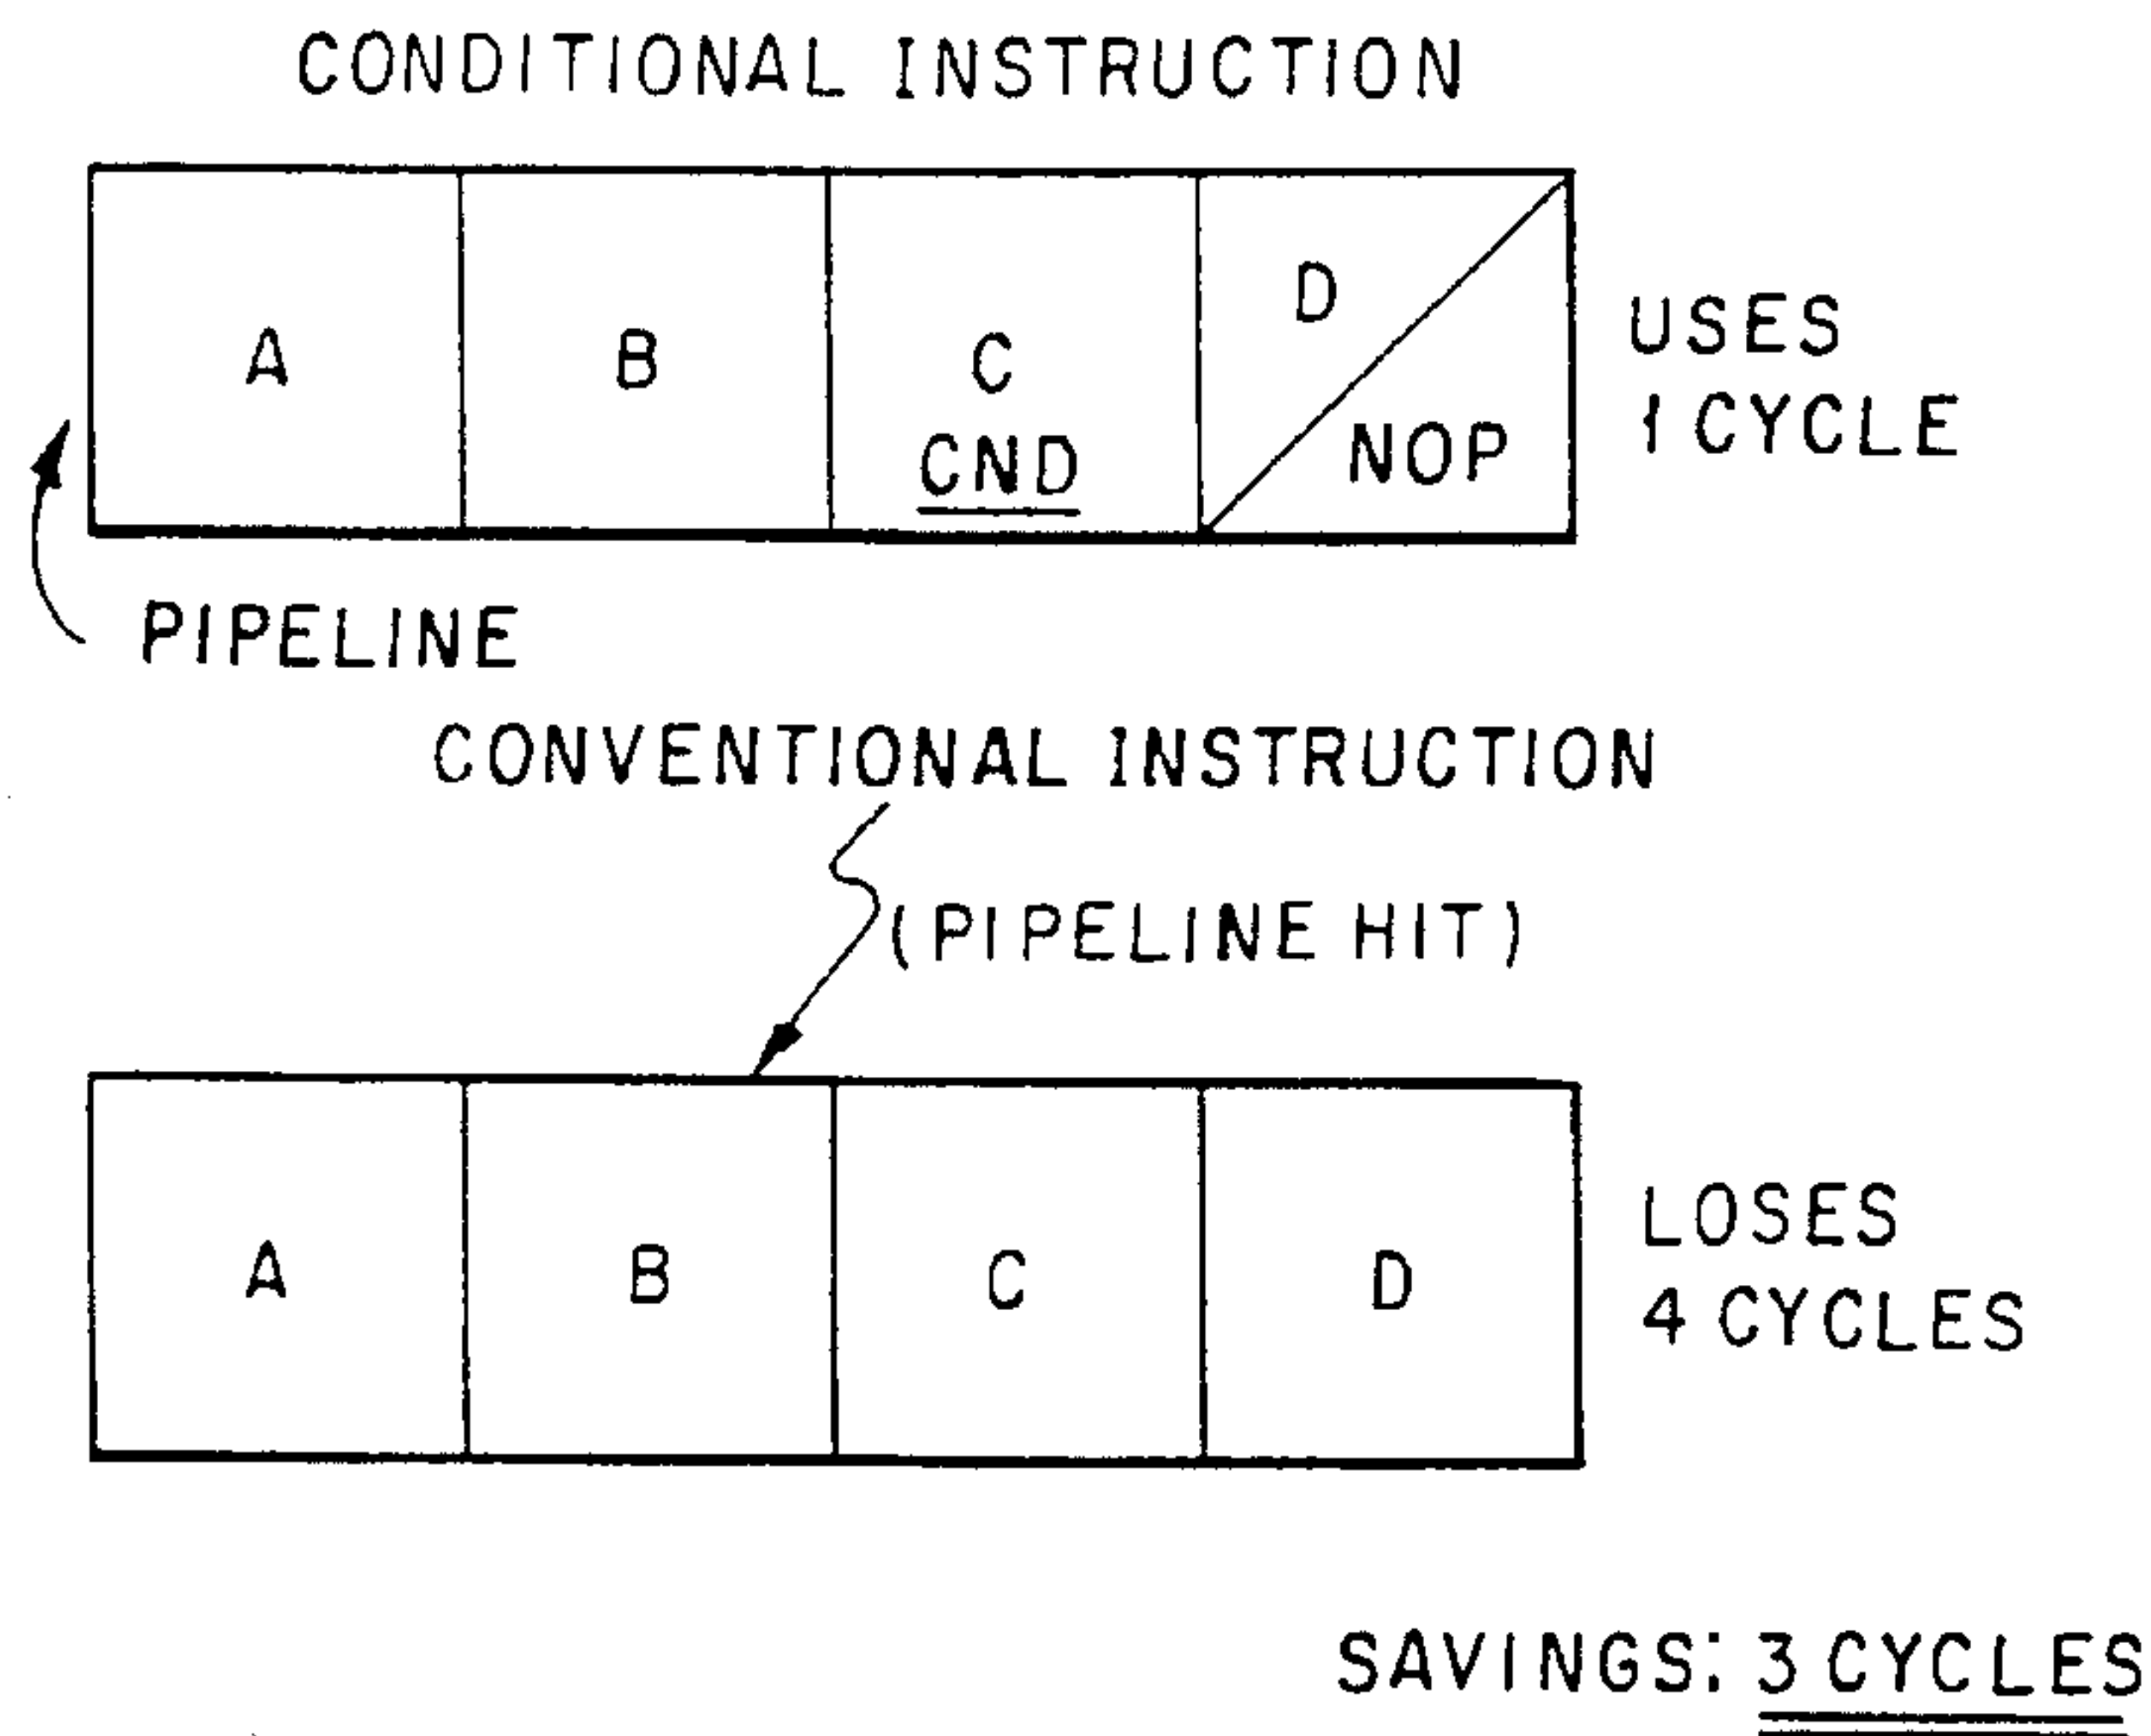 CONDITIONAL INSTRUCTION
A B C D
CND NOP
USES
1 CYCLE
PIPELINE
CONVENTIONAL INSTRUCTION
(PIPELINE HIT)
A B C D
LOSES
4 CYCLES
SAVINGS: 3 CYCLES